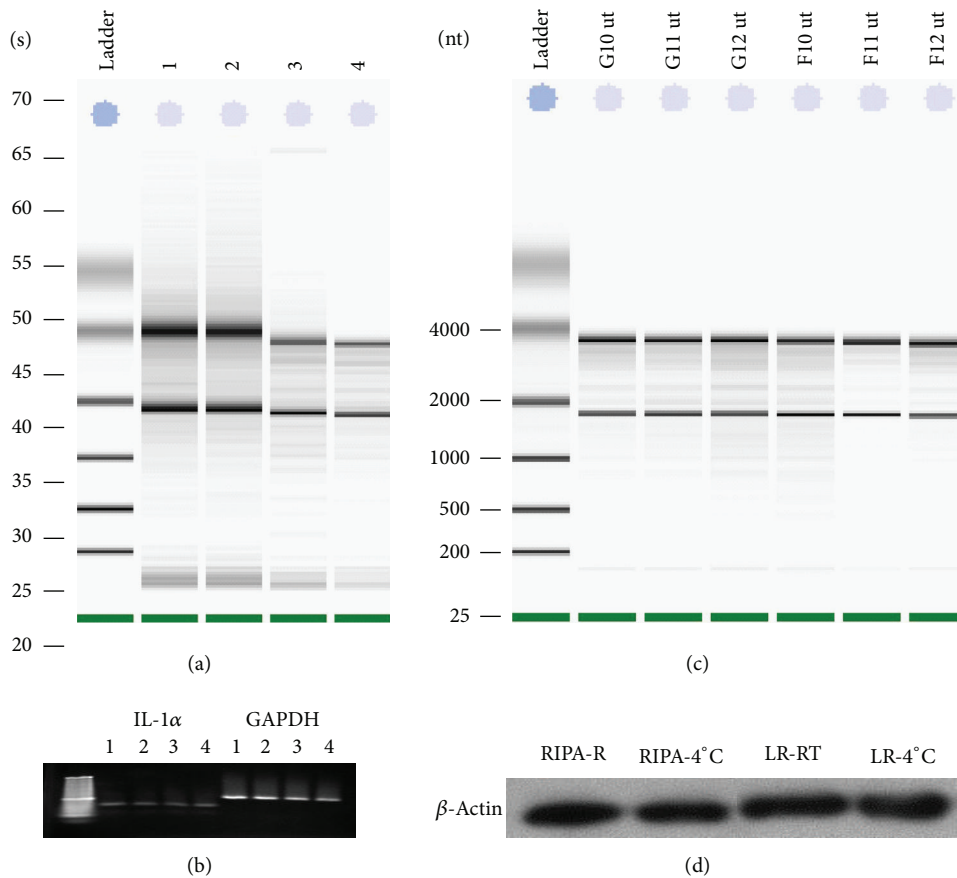 (s)
Ladder
1
2
3
4
70
65
60
55
50
45
40
35
30
25
20
(a)
(nt)
Ladder
G10 ut
G11 ut
G12 ut
F10 ut
F11 ut
F12 ut
4000
2000
1000
500
200
25
(c)
IL-1α GAPDH
1 2 3 4 1 2 3 4
(b)
RIPA-R RIPA-4°C LR-RT LR-4°C
β-Actin
(d)